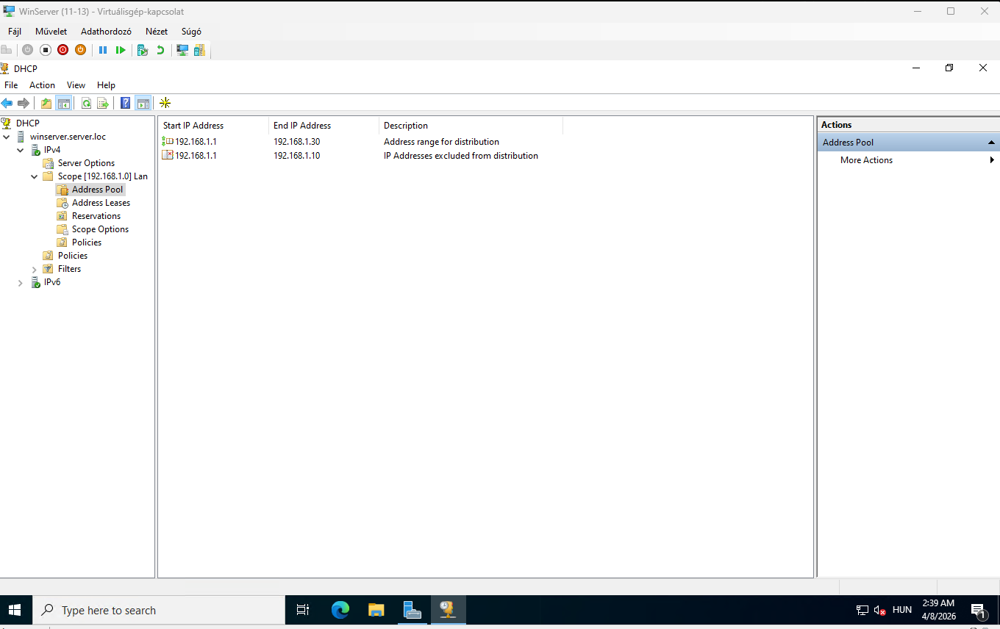 WinServer (11-13) - Virtuálisgép-kapcsolat
Fájl Művelet Adathordozó Nézet Súgó
DHCP
File Action View Help
DHCP
winserver.server.loc
IPv4
Server Options
Scope [192.168.1.0] Lan
Address Pool
Address Leases
Reservations
Scope Options
Policies
Policies
Filters
IPv6
Start IP Address End IP Address Description
192.168.1.1 192.168.1.30 Address range for distribution
192.168.1.1 192.168.1.10 IP Addresses excluded from distribution
Actions
Address Pool
More Actions
Type here to search
HUN
2:39 AM
4/8/2026
1